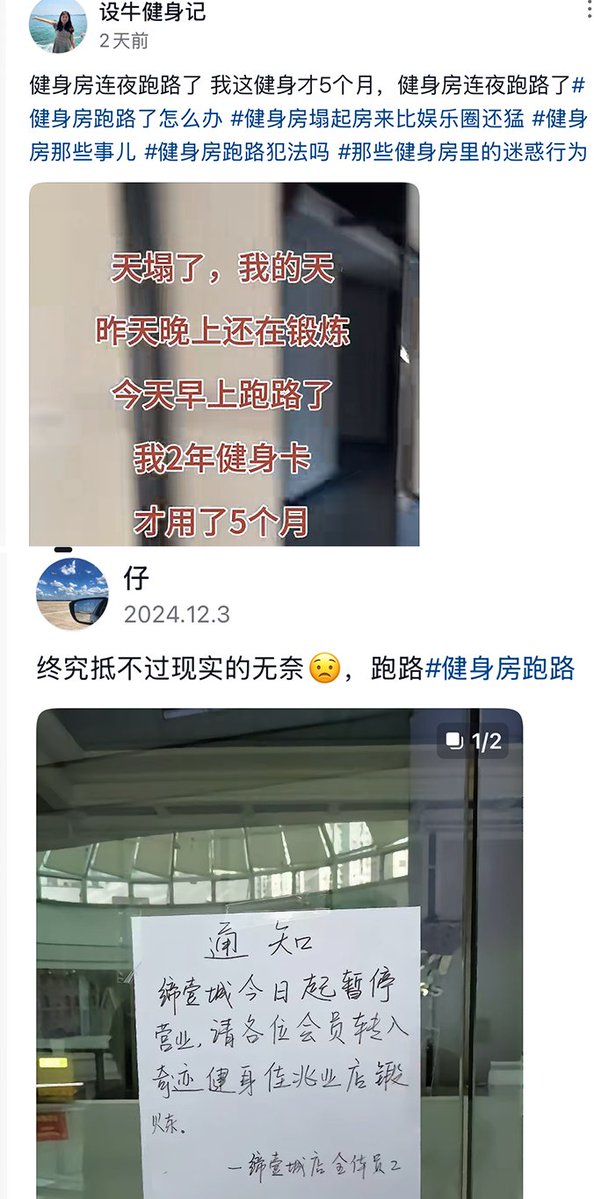 设牛健身记
2天前
健身房连夜跑路了 我这健身才5个月，健身房连夜跑路了#
健身房跑路了怎么办 #健身房塌起房来比娱乐圈还猛 #健身
房那些事儿 #健身房跑路犯法吗 #那些健身房里的迷惑行为
天塌了，我的天
昨天晚上还在锻炼
今天早上跑路了
我2年健身卡
才用了5个月
仔
2024.12.3
终究抵不过现实的无奈😟，跑路#健身房跑路
1/2
通知
缔壹城今日起暂停
营业，请各位会员转入
奇迹健身佳兆业店锻
炼。
—缔壹城店全体员工